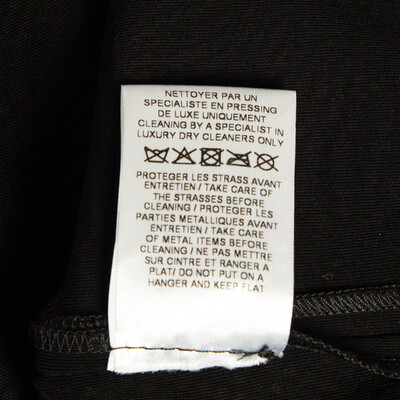 NETTOYER PAR UN
SPECIALISTE EN PRESSING
DE LUXE UNIQUEMENT
CLEANING BY A SPECIALIST IN
LUXURY DRY CLEANERS ONLY
PROTEGER LES STRASS AVANT
ENTRETIEN / TAKE CARE OF
THE STRASSES BEFORE
CLEANING / PROTEGER LES
PARTIES METALLIQUES AVANT
ENTRETIEN / TAKE CARE
OF METAL ITEMS BEFORE
CLEANING / NE PAS METTRE
SUR CINTRE ET RANGER A
PLAT/ DO NOT PUT ON A
HANGER AND KEEP FLAT